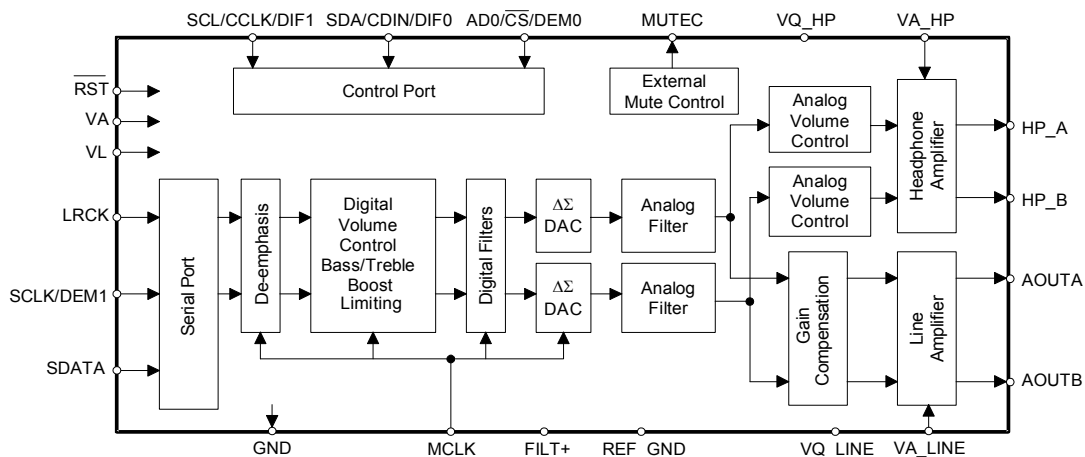 SCL/CCLK/DIF1
SDA/CDIN/DIF0
AD0/CS/DEM0
MUTEC
VQ_HP
VA_HP
RST
VA
VL
LRCK
SCLK/DEM1
SDATA
Control Port
External
Mute Control
Analog
Volume
Control
Analog
Volume
Control
Headphone
Amplifier
HP_A
HP_B
Serial Port
De-emphasis
Digital
Volume
Control
Bass/Treble
Boost
Limiting
Digital Filters
ΔΣ
DAC
ΔΣ
DAC
Analog
Filter
Analog
Filter
Gain
Compensation
Line
Amplifier
AOUTA
AOUTB
GND
MCLK
FILT+
REF_GND
VQ_LINE
VA_LINE